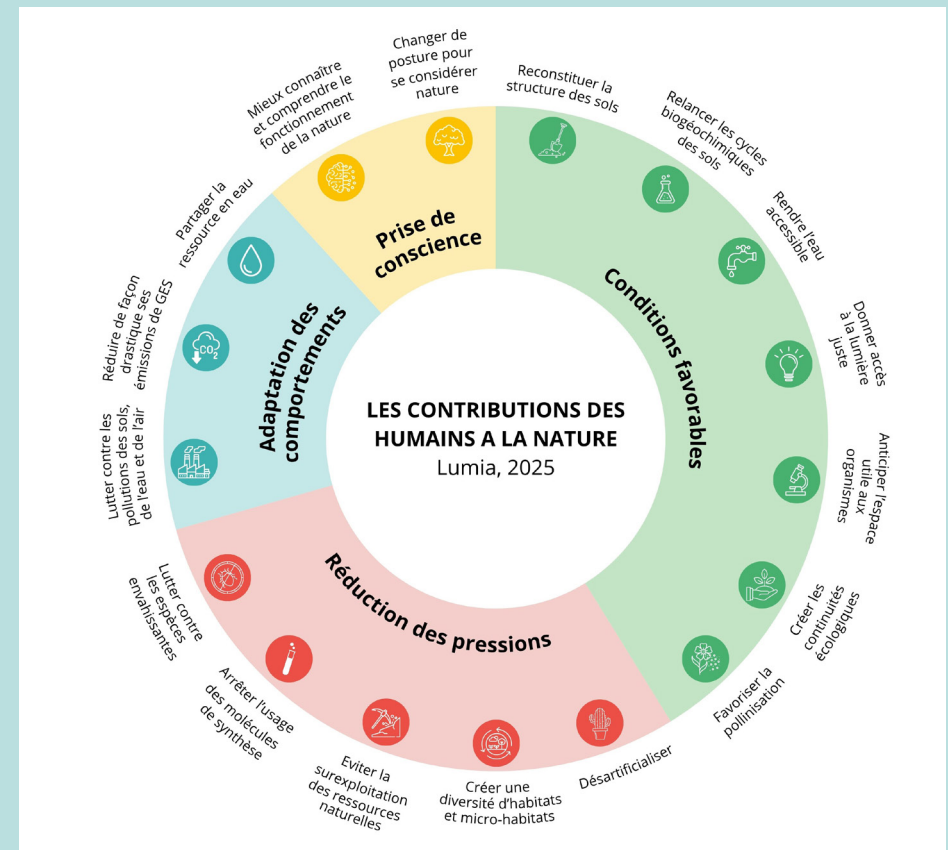 LES CONTRIBUTIONS DES
HUMAINS A LA NATURE
Lumia, 2025
Prise de
conscience
Changer de
posture pour
se considérer
nature
Mieux connaître
et comprendre le
fonctionnement
de la nature
Conditions favorables
Reconstituer la
structure des sols
Relancer les cycles
biogéochimiques
des sols
Rendre l'eau
accessible
Donner accès
à la lumière
juste
Anticiper l'espace
utile aux
organismes
Créer les
continuités
écologiques
Favoriser la
pollinisation
Réduction des pressions
Désartificialiser
Créer une
diversité d'habitats
et micro-habitats
Eviter la
surexploitation
des ressources
naturelles
Arrêter l'usage
des molécules
de synthèse
Lutter contre
les espèces
envahissantes
Adaptation des
comportements
Lutter contre les
pollutions des sols,
de l'eau et de l'air
Réduire de façon
drastique ses
émissions de GES
CO2
Partager la
ressource en eau